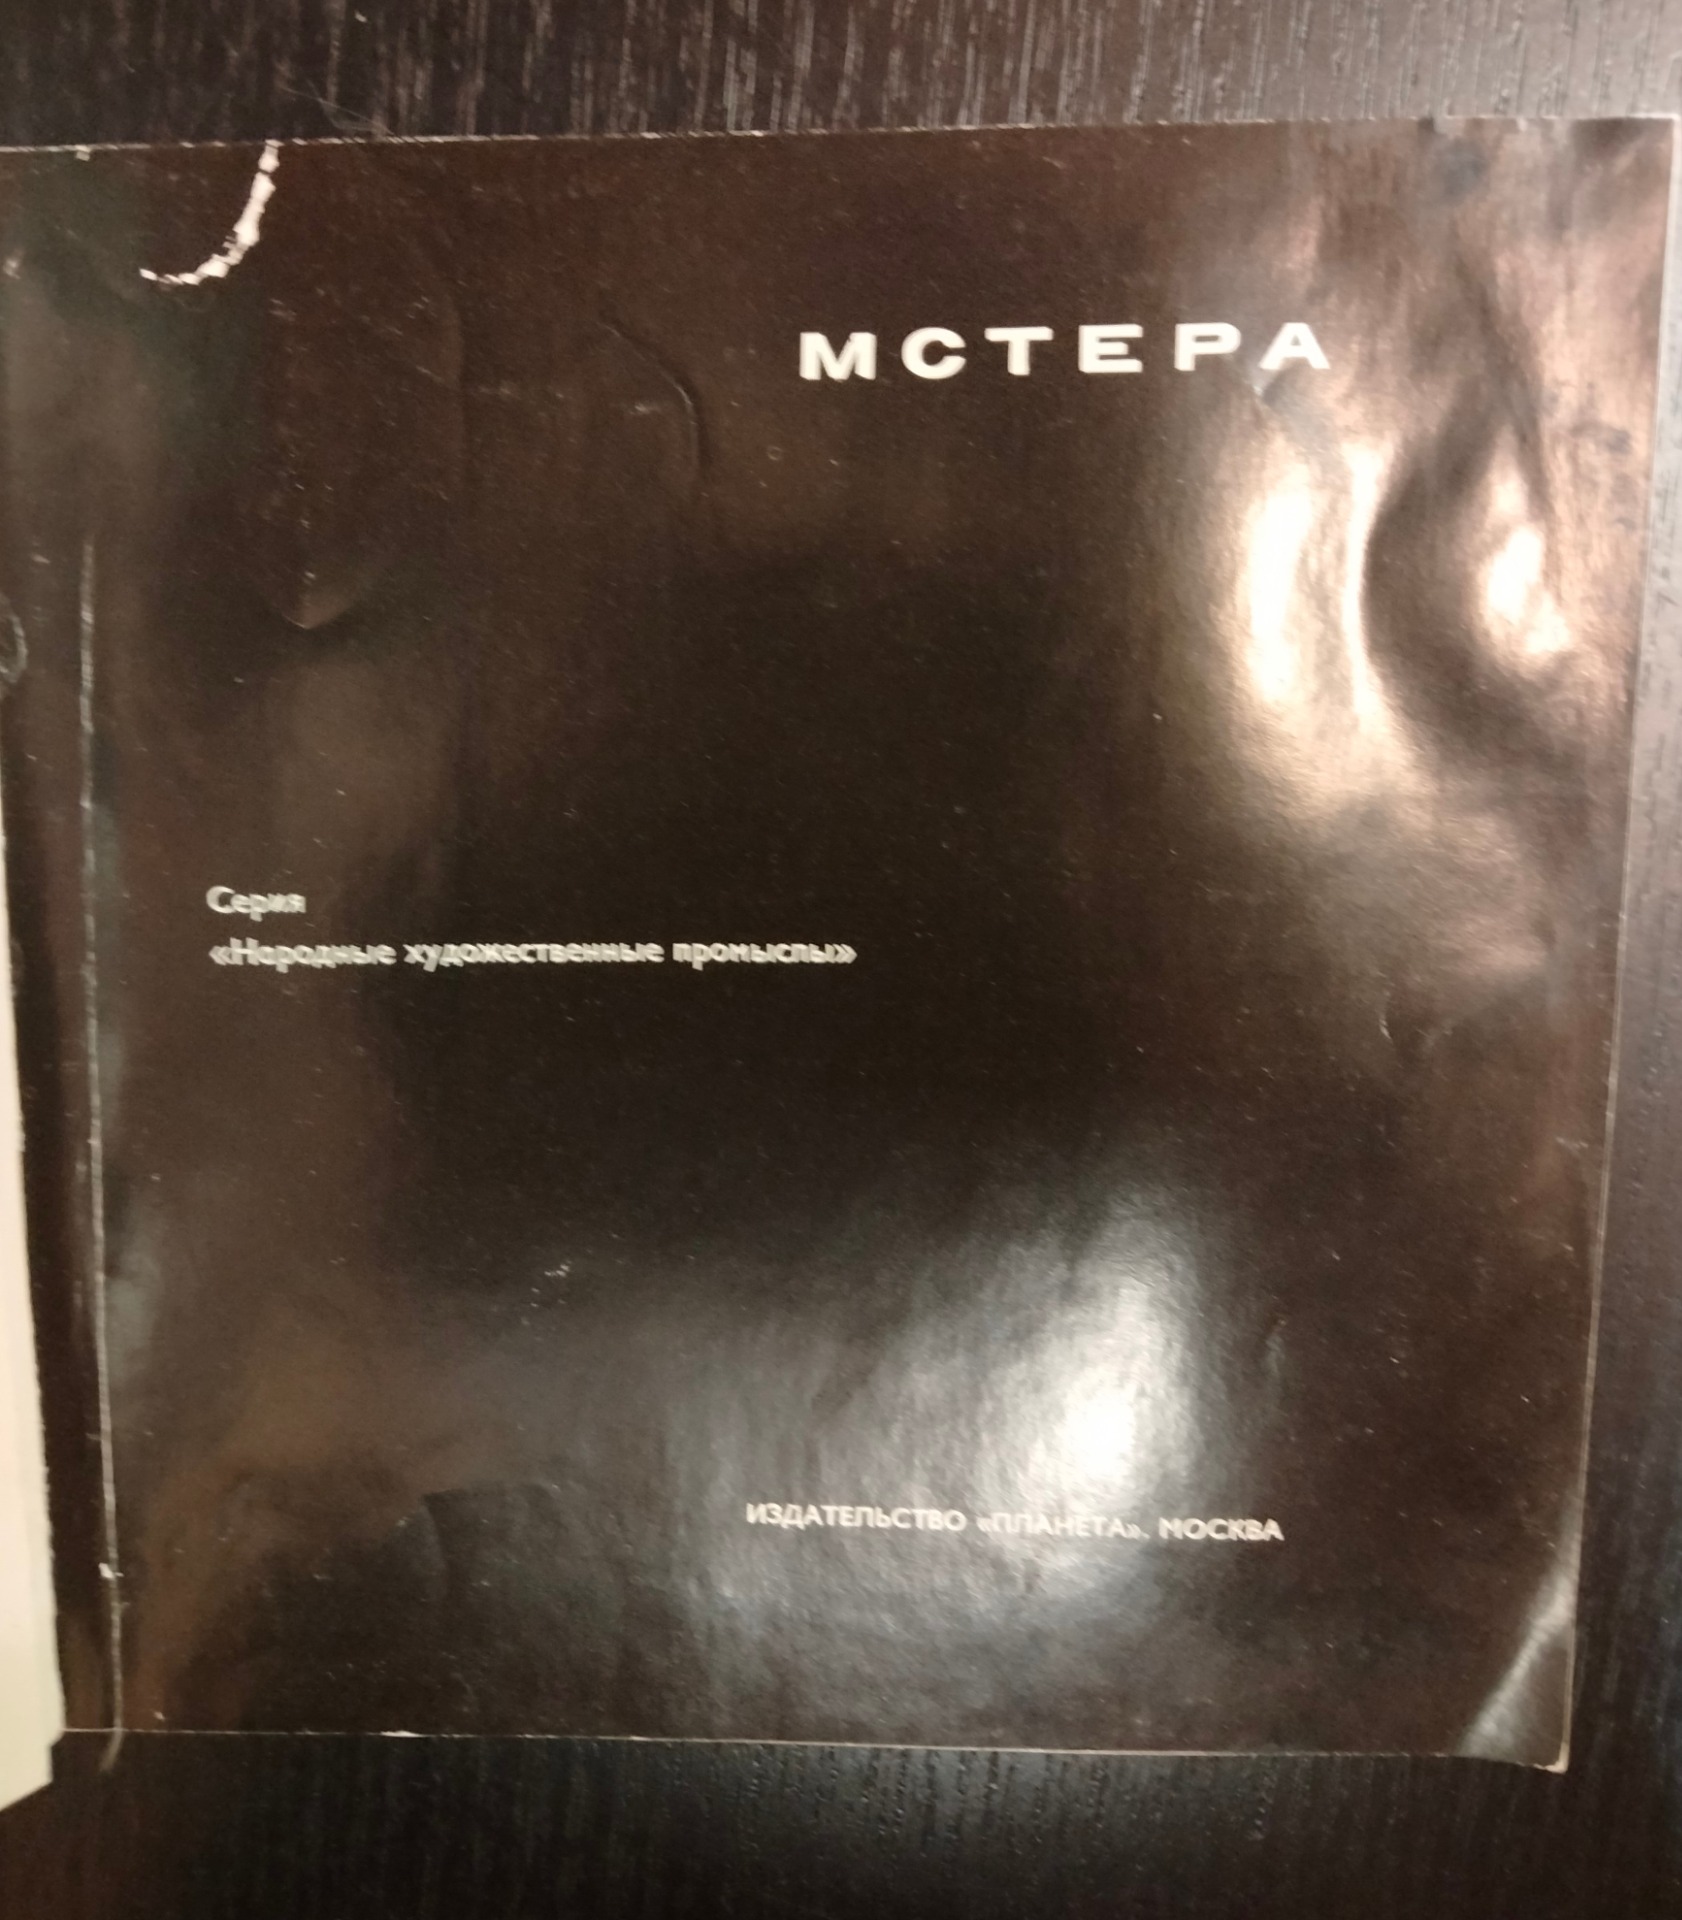 МСТЕРА
Серия
«Народные художественные промыслы»
ИЗДАТЕЛЬСТВО «ПЛАНЕТА». МОСКВА